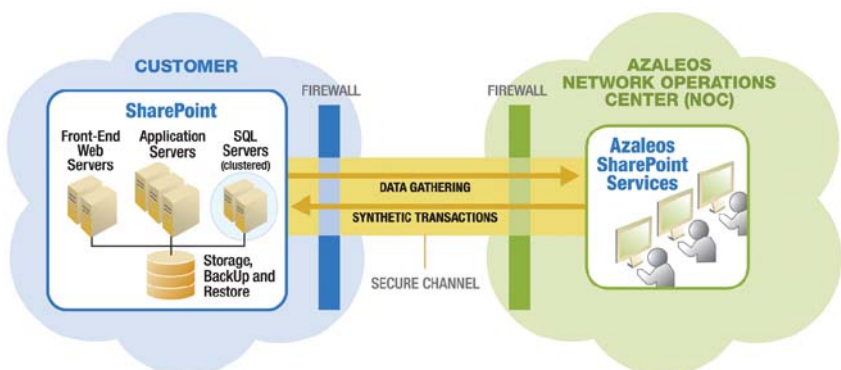 CUSTOMER
SharePoint
Front-End
Web
Servers
Application
Servers
SQL
Servers
(clustered)
Storage,
BackUp and
Restore
FIREWALL
FIREWALL
DATA GATHERING
SYNTHETIC TRANSACTIONS
SECURE CHANNEL
AZALEOS
NETWORK OPERATIONS
CENTER (NOC)
Azaleos
SharePoint
Services